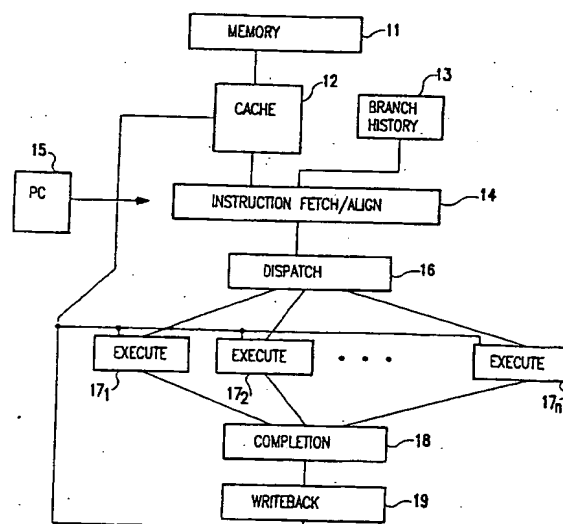 MEMORY
11
12
13
CACHE
BRANCH
HISTORY
15
PC
INSTRUCTION FETCH/ALIGN
14
DISPATCH
16
EXECUTE
EXECUTE
EXECUTE
17₁
17₂
17ₙ
COMPLETION
18
WRITEBACK
19